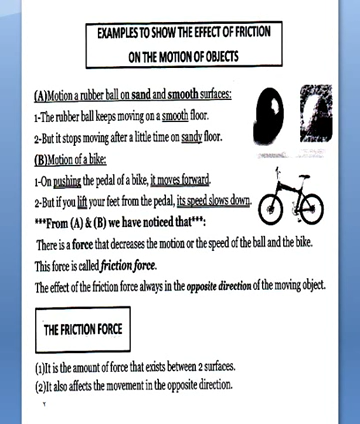 EXAMPLES TO SHOW THE EFFECT OF FRICTION
ON THE MOTION OF OBJECTS
(A)Motion a rubber ball on sand and smooth surfaces:
1-The rubber ball keeps moving on a smooth floor.
2-But it stops moving after a little time on sandy floor.
(B)Motion of a bike:
1-On pushing the pedal of a bike, it moves forward.
2-But if you lift your feet from the pedal, its speed slows down.
***From (A) & (B) we have noticed that***:
There is a force that decreases the motion or the speed of the ball and the bike.
This force is called friction force.
The effect of the friction force always in the opposite direction of the moving object.
THE FRICTION FORCE
(1)It is the amount of force that exists between 2 surfaces.
(2)It also affects the movement in the opposite direction.
٢